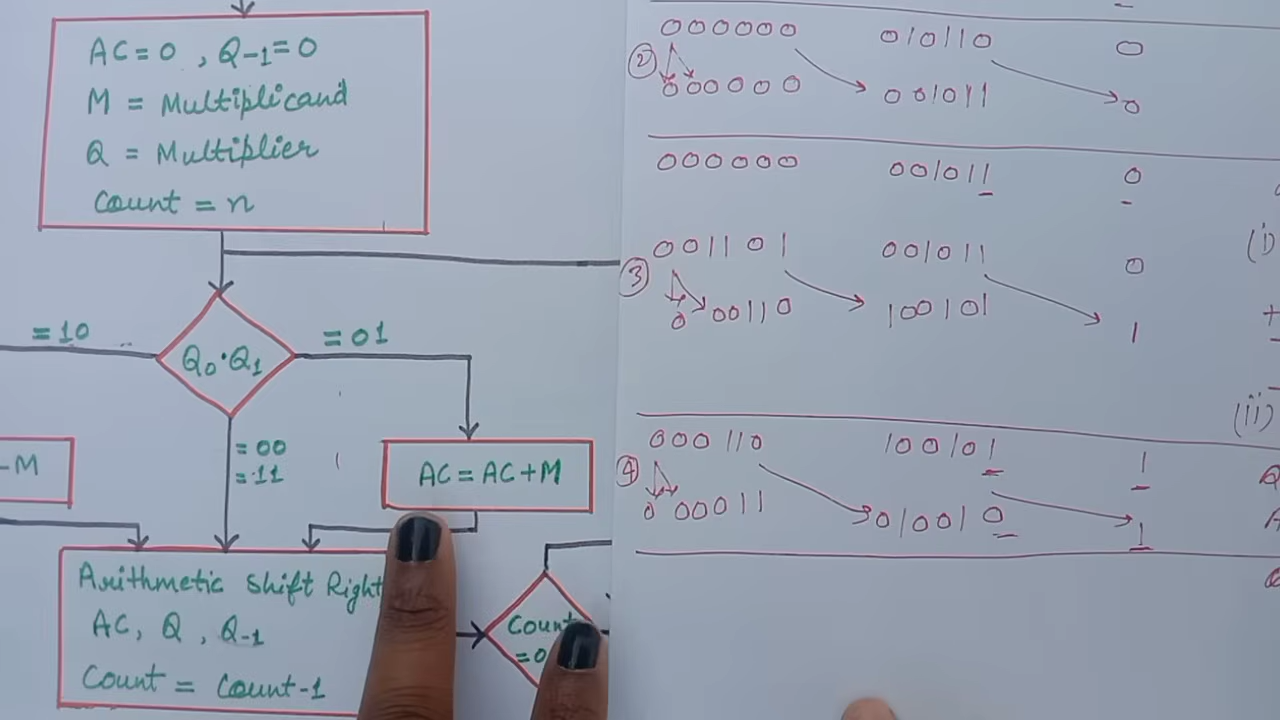 AC = 0 , Q-1 = 0
M = Multiplicand
Q = Multiplier
Count = n
= 10
Q0·Q1
= 01
= 00
= 11
-M
AC = AC + M
Arithmetic Shift Right
AC, Q, Q-1
Count = Count-1
Count
= 0
000000 010110 0
② 000000 001011 0
000000 001011 0
(i)
001101 001011 0
③ 000110 100101 1
+
(ii)
000110 100101 1
④ 000011 010010 1